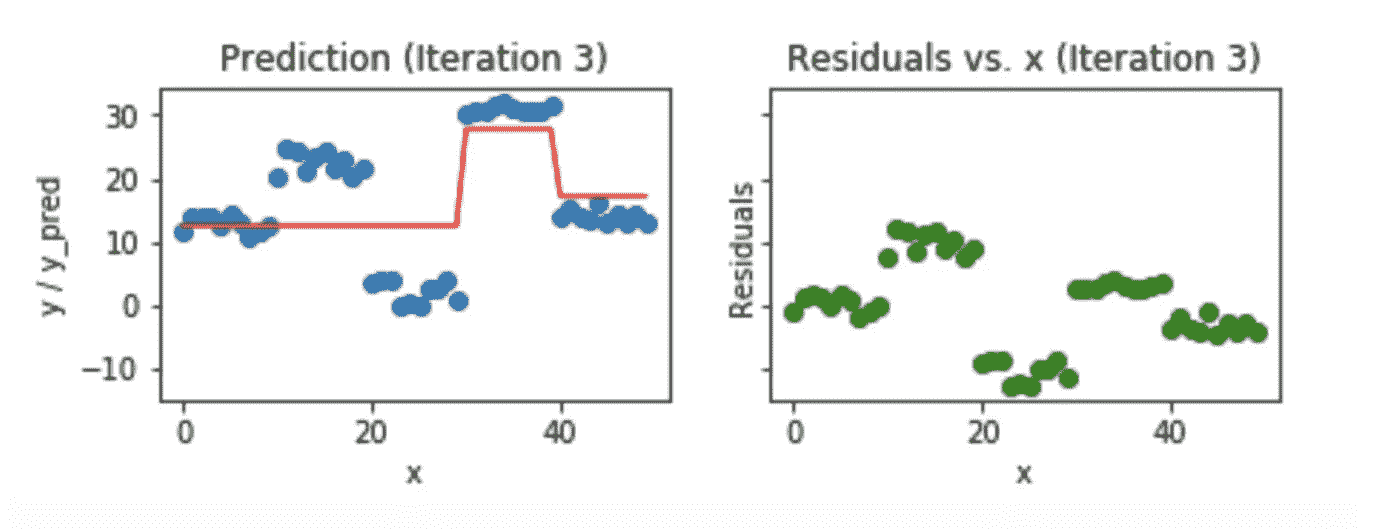 Prediction (Iteration 3)
y / y_pred
30
20
10
0
−10
0 20 40
x
Residuals vs. x (Iteration 3)
Residuals
0 20 40
x